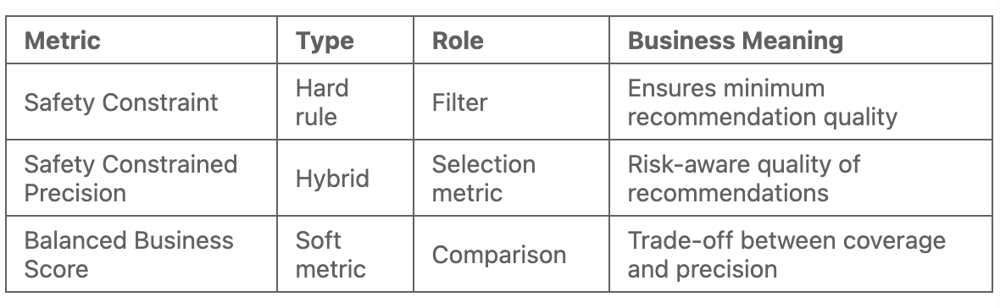 Metric Type Role Business Meaning
Safety Constraint
Hard
rule
Filter
Ensures minimum
recommendation quality
Safety Constrained
Precision
Hybrid
Selection
metric
Risk-aware quality of
recommendations
Balanced Business
Score
Soft
metric
Comparison
Trade-off between coverage
and precision